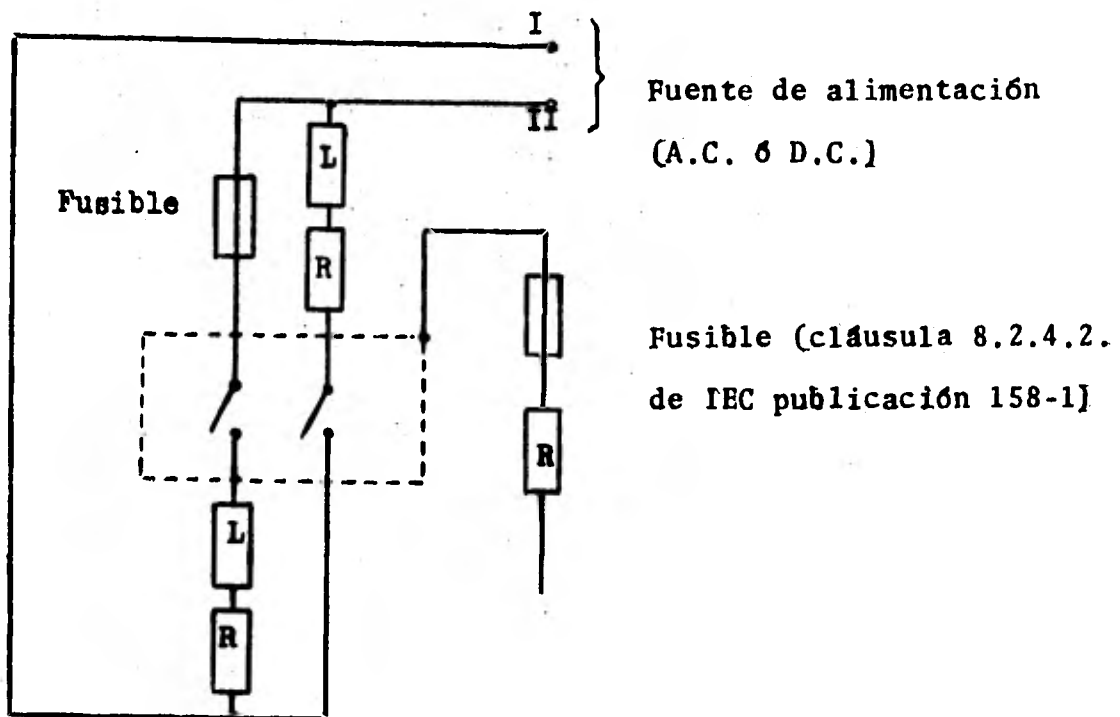 I
II
Fuente de alimentación
(A.C. ó D.C.)
L
Fusible
R
Fusible (cláusula 8.2.4.2.
de IEC publicación 158-1)
R
L
R